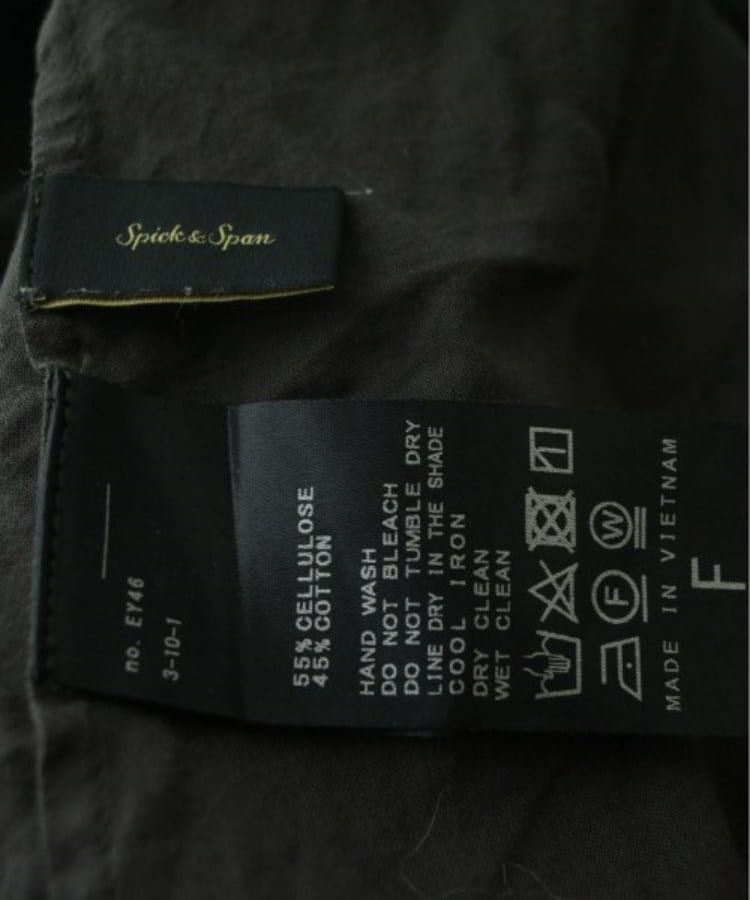 Spick & Span
no. EY46
3-10-1
55% CELLULOSE
45% COTTON
HAND WASH
DO NOT BLEACH
DO NOT TUMBLE DRY
LINE DRY IN THE SHADE
COOL IRON
DRY CLEAN
WET CLEAN
F
W
MADE IN VIETNAM
F